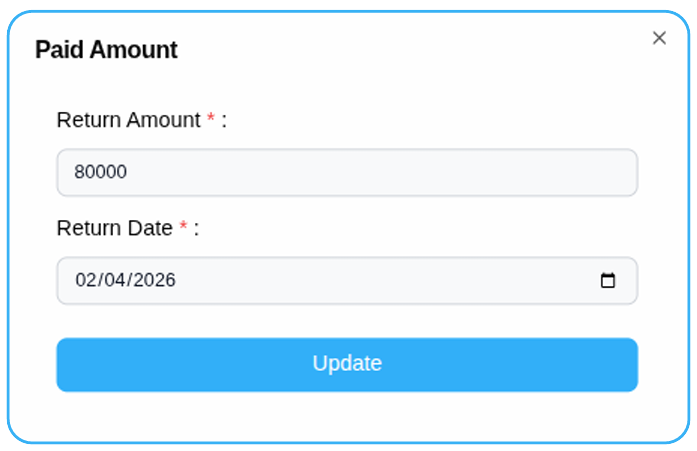 Paid Amount
Return Amount * :
80000
Return Date * :
02/04/2026
Update